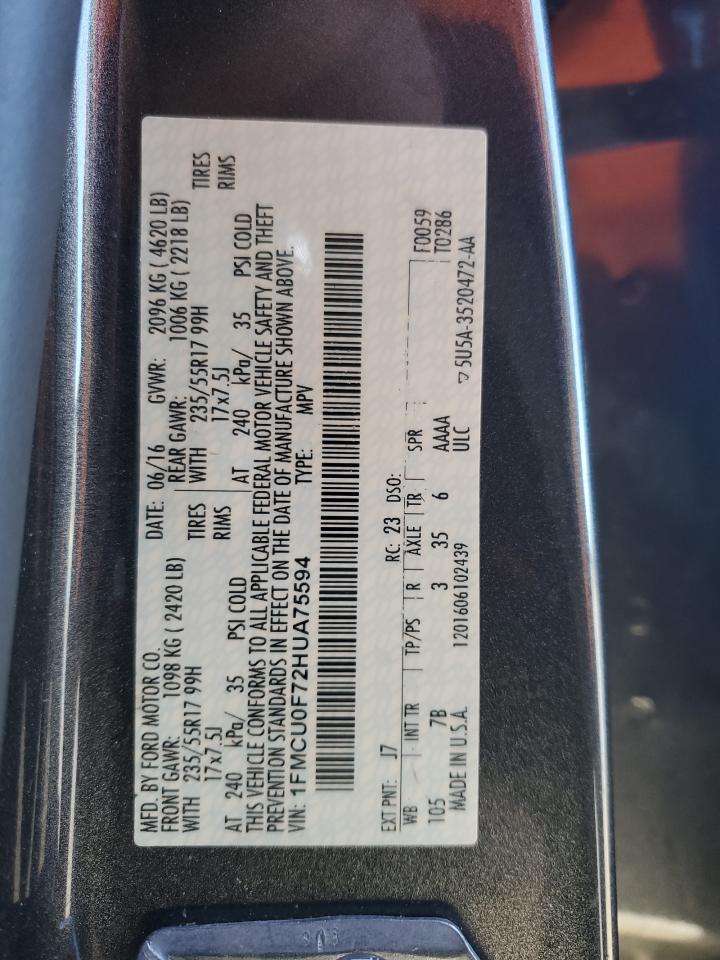 MFD. BY FORD MOTOR CO.
DATE: 06/16 GVWR: 2096 KG ( 4620 LB)
FRONT GAWR: 1098 KG ( 2420 LB) REAR GAWR: 1006 KG ( 2218 LB)
WITH 235/55R17 99H TIRES WITH 235/55R17 99H TIRES
17x7.5J RIMS 17x7.5J RIMS
AT 240 kPa/ 35 PSI COLD AT 240 kPa/ 35 PSI COLD
THIS VEHICLE CONFORMS TO ALL APPLICABLE FEDERAL MOTOR VEHICLE SAFETY AND THEFT
PREVENTION STANDARDS IN EFFECT ON THE DATE OF MANUFACTURE SHOWN ABOVE.
VIN: 1FMCU0F72HUA75594 TYPE: MPV
EXT PNT: J7 RC: 23 DSO:
F0059
WB INT TR TP/PS R AXLE TR SPR T0286
105 7B 3 35 6 AAAA
MADE IN U.S.A. 1201606102439 ULC ▽5U5A-3520472-AA